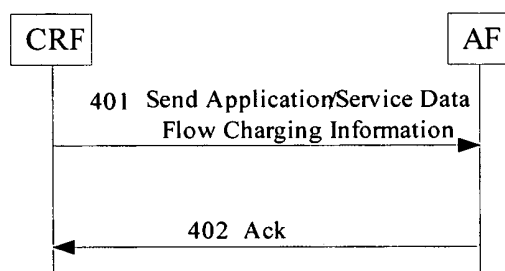 CRF
AF
401 Send Application/Service Data
Flow Charging Information
402 Ack